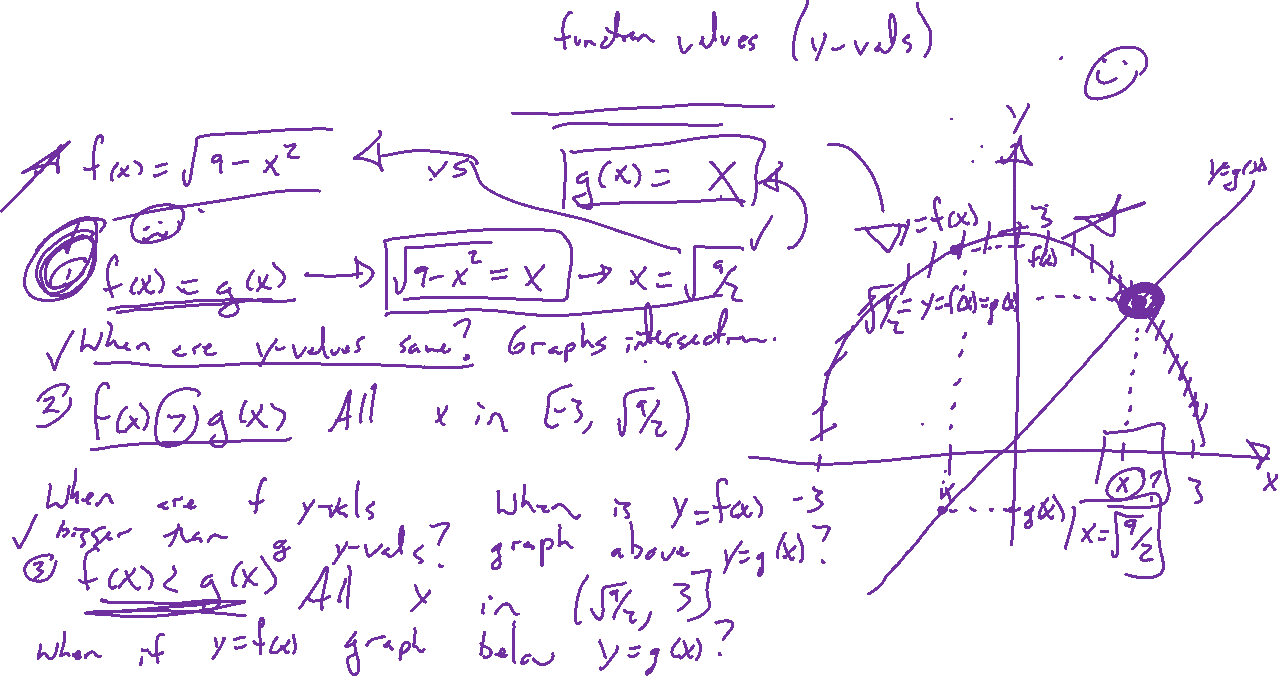 function values (y-vals)
f(x) = √9 - x² vs g(x) = X
① f(x) = g(x) → √9 - x² = x → x = √9/2 ✓
✓ When are y-values same? Graphs intersection.
② f(x) > g(x) All x in [-3, √9/2)
When are f y-vals
✓ bigger than g y-vals?
When is y=f(x)
graph above y=g(x)?
③ f(x) < g(x) All x in (√9/2, 3]
When if y=f(x) graph below y=g(x)?
y
y=g(x)
y=f(x)
3
f(x)
√9/2 = y=f(x)=g(x)
-3
x
x ?
3
X
g(x)
x=√9/2